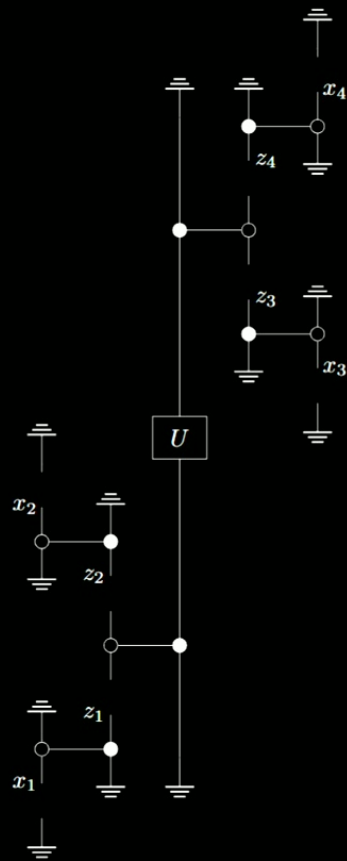 x₄
z₄
z₃
x₃
U
x₂
z₂
z₁
x₁